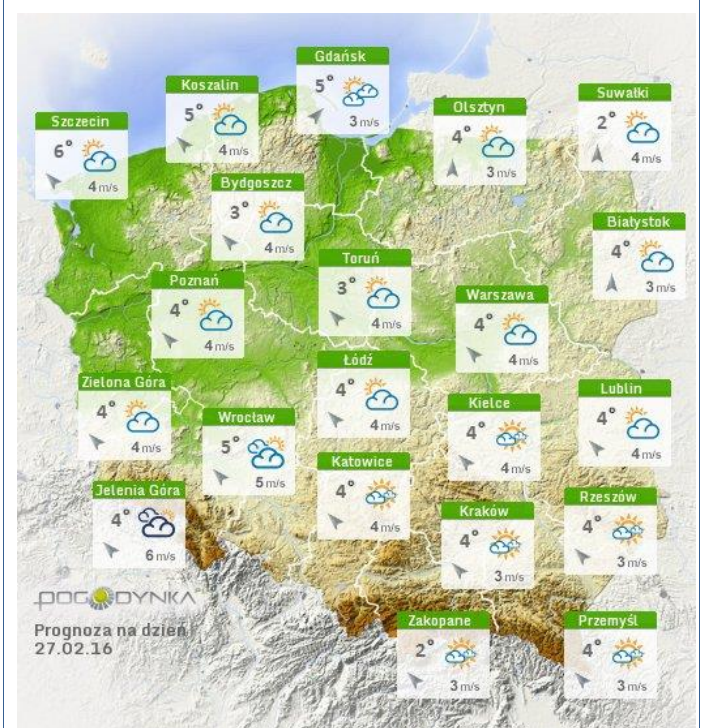 Gdańsk
5°
3 m/s
Koszalin
5°
4 m/s
Suwałki
2°
4 m/s
Olsztyn
4°
3 m/s
Szczecin
6°
4 m/s
Bydgoszcz
3°
4 m/s
Białystok
4°
3 m/s
Toruń
3°
4 m/s
Poznań
4°
4 m/s
Warszawa
4°
4 m/s
Łódź
4°
4 m/s
Zielona Góra
4°
4 m/s
Lublin
4°
4 m/s
Kielce
4°
4 m/s
Wrocław
5°
5 m/s
Katowice
4°
4 m/s
Jelenia Góra
4°
6 m/s
Rzeszów
4°
3 m/s
Kraków
4°
3 m/s
POGODYNKA
Prognoza na dzień
27.02.16
Zakopane
2°
3 m/s
Przemyśl
4°
3 m/s